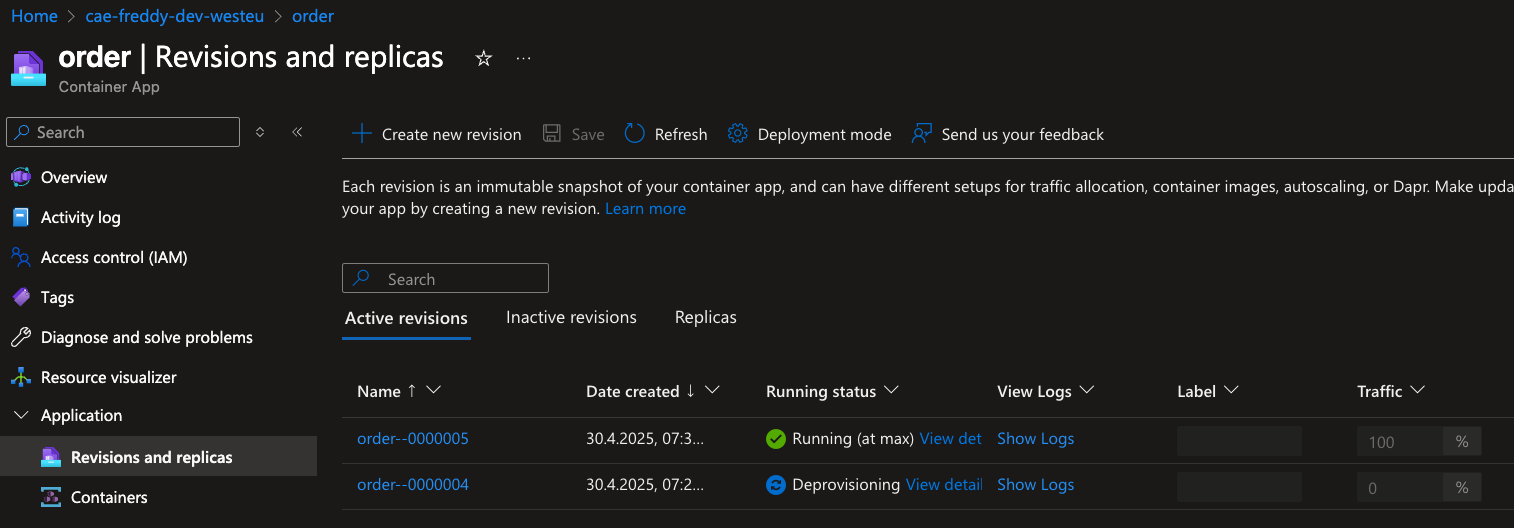 Home > cae-freddy-dev-westeu > order
order | Revisions and replicas ...
Container App
Search
Overview
Activity log
Access control (IAM)
Tags
Diagnose and solve problems
Resource visualizer
Application
Revisions and replicas
Containers
Create new revision Save Refresh Deployment mode Send us your feedback
Each revision is an immutable snapshot of your container app, and can have different setups for traffic allocation, container images, autoscaling, or Dapr. Make upda
your app by creating a new revision. Learn more
Search
Active revisions Inactive revisions Replicas
Name ↑ Date created ↓ Running status View Logs Label Traffic
order--0000005 30.4.2025, 07:3... Running (at max) View det Show Logs 100 %
order--0000004 30.4.2025, 07:2... Deprovisioning View detail Show Logs 0 %